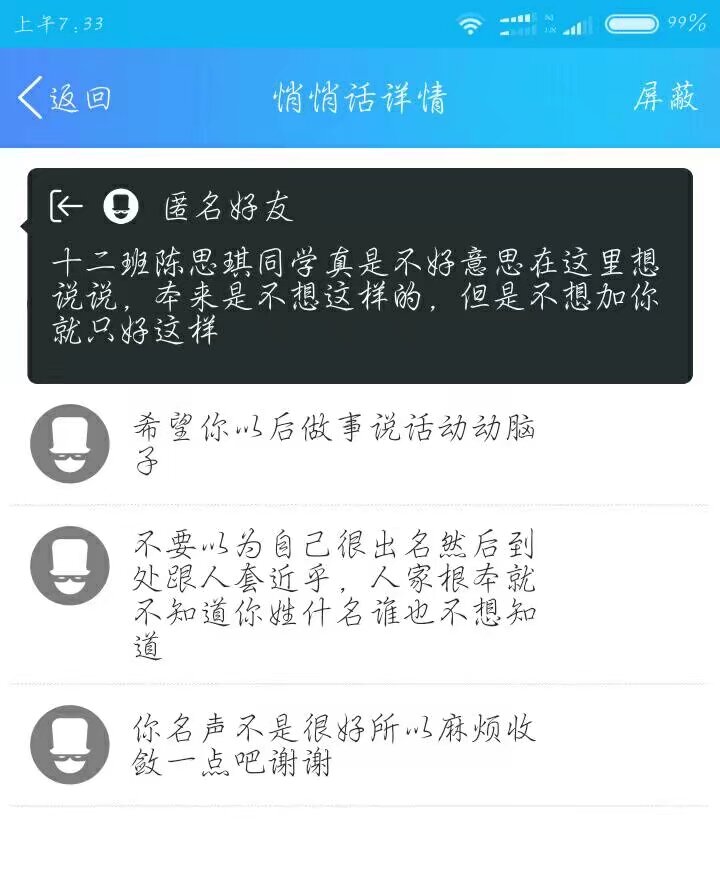 上午7:33
99%
返回
悄悄话详情
屏蔽
匿名好友
十二班陈思琪同学真是不好意思在这里想
说说，本来是不想这样的，但是不想加你
就只好这样
希望你以后做事说话动动脑
子
不要以为自己很出名然后到
处跟人套近乎，人家根本就
不知道你姓什名谁也不想知
道
你名声不是很好所以麻烦收
敛一点吧谢谢